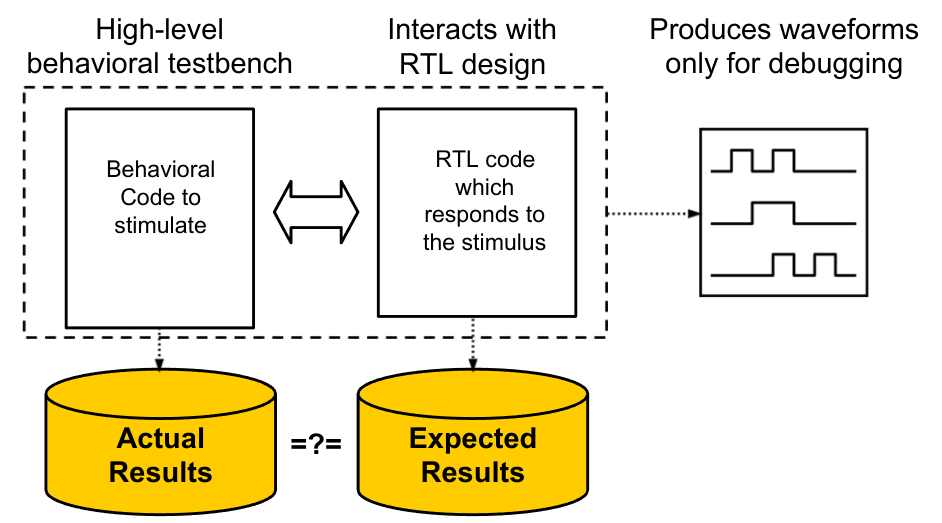 High-level
behavioral testbench
Interacts with
RTL design
Produces waveforms
only for debugging
Behavioral
Code to
stimulate
RTL code
which
responds to
the stimulus
Actual
Results
=?=
Expected
Results